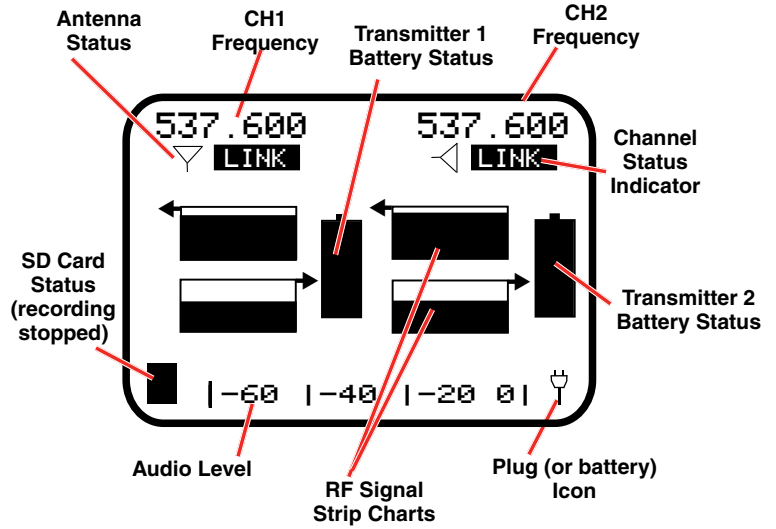 Antenna
Status
CH1
Frequency
Transmitter 1
Battery Status
CH2
Frequency
537.600
537.600
LINK
LINK
Channel
Status
Indicator
SD Card
Status
(recording
stopped)
Transmitter 2
Battery Status
|-60 |-40 |-20 0|
Audio Level
RF Signal
Strip Charts
Plug (or battery)
Icon